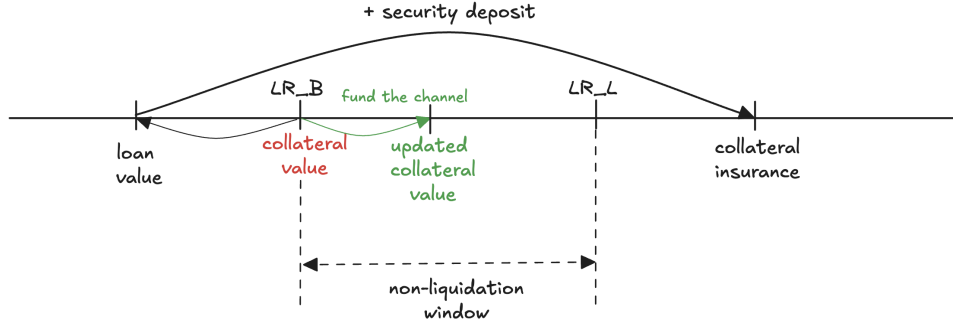 + security deposit
LR_B
fund the channel
LR_L
loan
value
collateral
value
updated
collateral
value
collateral
insurance
non-liquidation
window